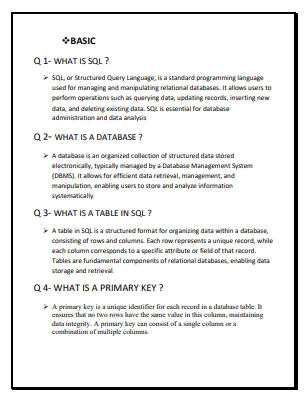 ❖BASIC
Q 1- WHAT IS SQL ?
➢ SQL, or Structured Query Language, is a standard programming language
used for managing and manipulating relational databases. It allows users to
perform operations such as querying data, updating records, inserting new
data, and deleting existing data. SQL is essential for database
administration and data analysis
Q 2- WHAT IS A DATABASE ?
➢ A database is an organized collection of structured data stored
electronically, typically managed by a Database Management System
(DBMS). It allows for efficient data retrieval, management, and
manipulation, enabling users to store and analyze information
systematically.
Q 3- WHAT IS A TABLE IN SQL ?
➢ A table in SQL is a structured format for organizing data within a database,
consisting of rows and columns. Each row represents a unique record, while
each column corresponds to a specific attribute or field of that record.
Tables are fundamental components of relational databases, enabling data
storage and retrieval.
Q 4- WHAT IS A PRIMARY KEY ?
➢ A primary key is a unique identifier for each record in a database table. It
ensures that no two rows have the same value in this column, maintaining
data integrity. A primary key can consist of a single column or a
combination of multiple columns.